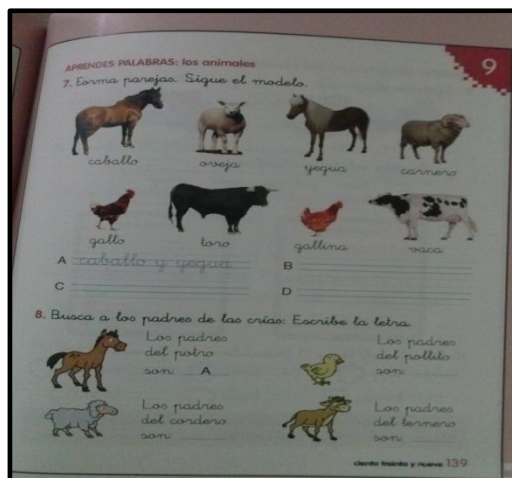 APRENDES PALABRAS: los animales
9
7. Forma parejas. Sigue el modelo.
caballo oveja yegua carnero
gallo toro gallina vaca
A caballo y yegua B
C D
8. Busca a los padres de las crías: Escribe la letra.
Los padres
del potro
son: A
Los padres
del pollito
son:
Los padres
del cordero
son:
Los padres
del ternero
son:
ciento treinta y nueve 139